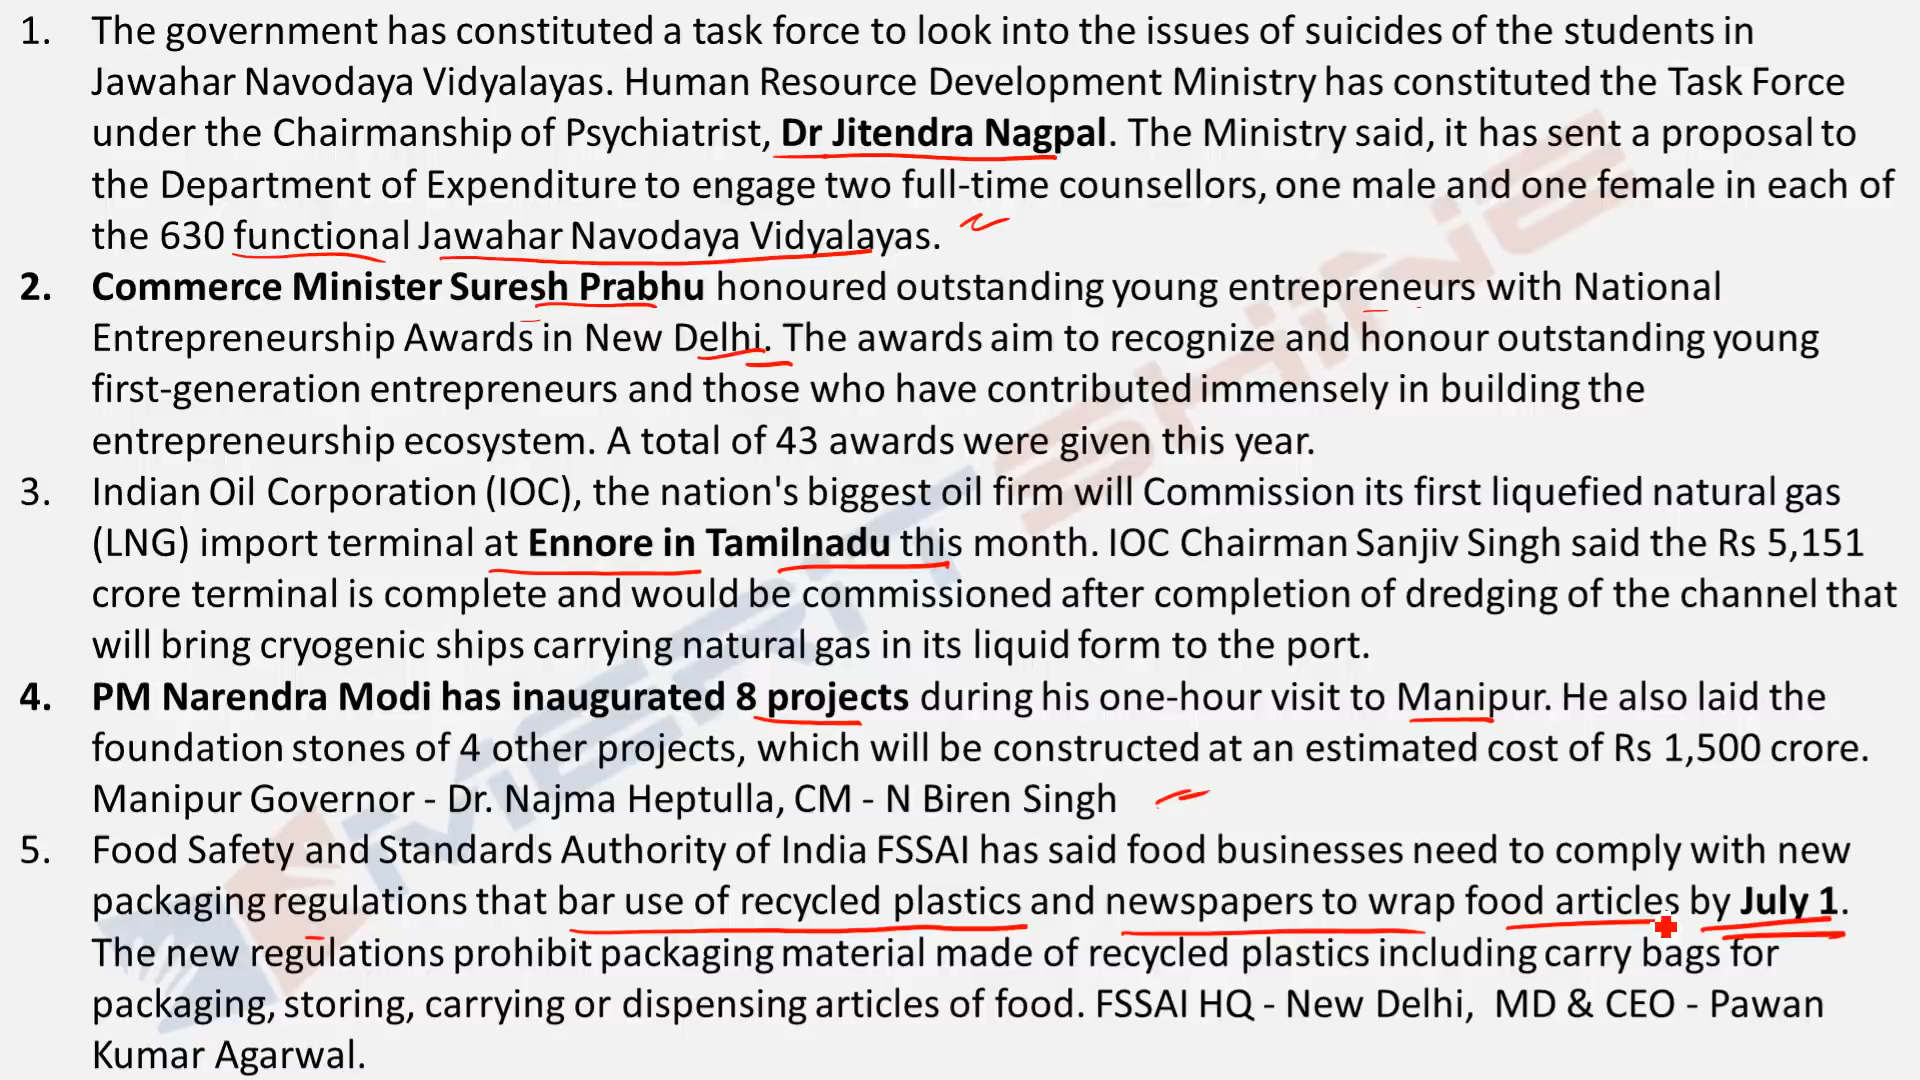 1. The government has constituted a task force to look into the issues of suicides of the students in
Jawahar Navodaya Vidyalayas. Human Resource Development Ministry has constituted the Task Force
under the Chairmanship of Psychiatrist, Dr Jitendra Nagpal. The Ministry said, it has sent a proposal to
the Department of Expenditure to engage two full-time counsellors, one male and one female in each of
the 630 functional Jawahar Navodaya Vidyalayas.
2. Commerce Minister Suresh Prabhu honoured outstanding young entrepreneurs with National
Entrepreneurship Awards in New Delhi. The awards aim to recognize and honour outstanding young
first-generation entrepreneurs and those who have contributed immensely in building the
entrepreneurship ecosystem. A total of 43 awards were given this year.
3. Indian Oil Corporation (IOC), the nation's biggest oil firm will Commission its first liquefied natural gas
(LNG) import terminal at Ennore in Tamilnadu this month. IOC Chairman Sanjiv Singh said the Rs 5,151
crore terminal is complete and would be commissioned after completion of dredging of the channel that
will bring cryogenic ships carrying natural gas in its liquid form to the port.
4. PM Narendra Modi has inaugurated 8 projects during his one-hour visit to Manipur. He also laid the
foundation stones of 4 other projects, which will be constructed at an estimated cost of Rs 1,500 crore.
Manipur Governor - Dr. Najma Heptulla, CM - N Biren Singh
5. Food Safety and Standards Authority of India FSSAI has said food businesses need to comply with new
packaging regulations that bar use of recycled plastics and newspapers to wrap food articles by July 1.
The new regulations prohibit packaging material made of recycled plastics including carry bags for
packaging, storing, carrying or dispensing articles of food. FSSAI HQ - New Delhi, MD & CEO - Pawan
Kumar Agarwal.
MERIT SHINE